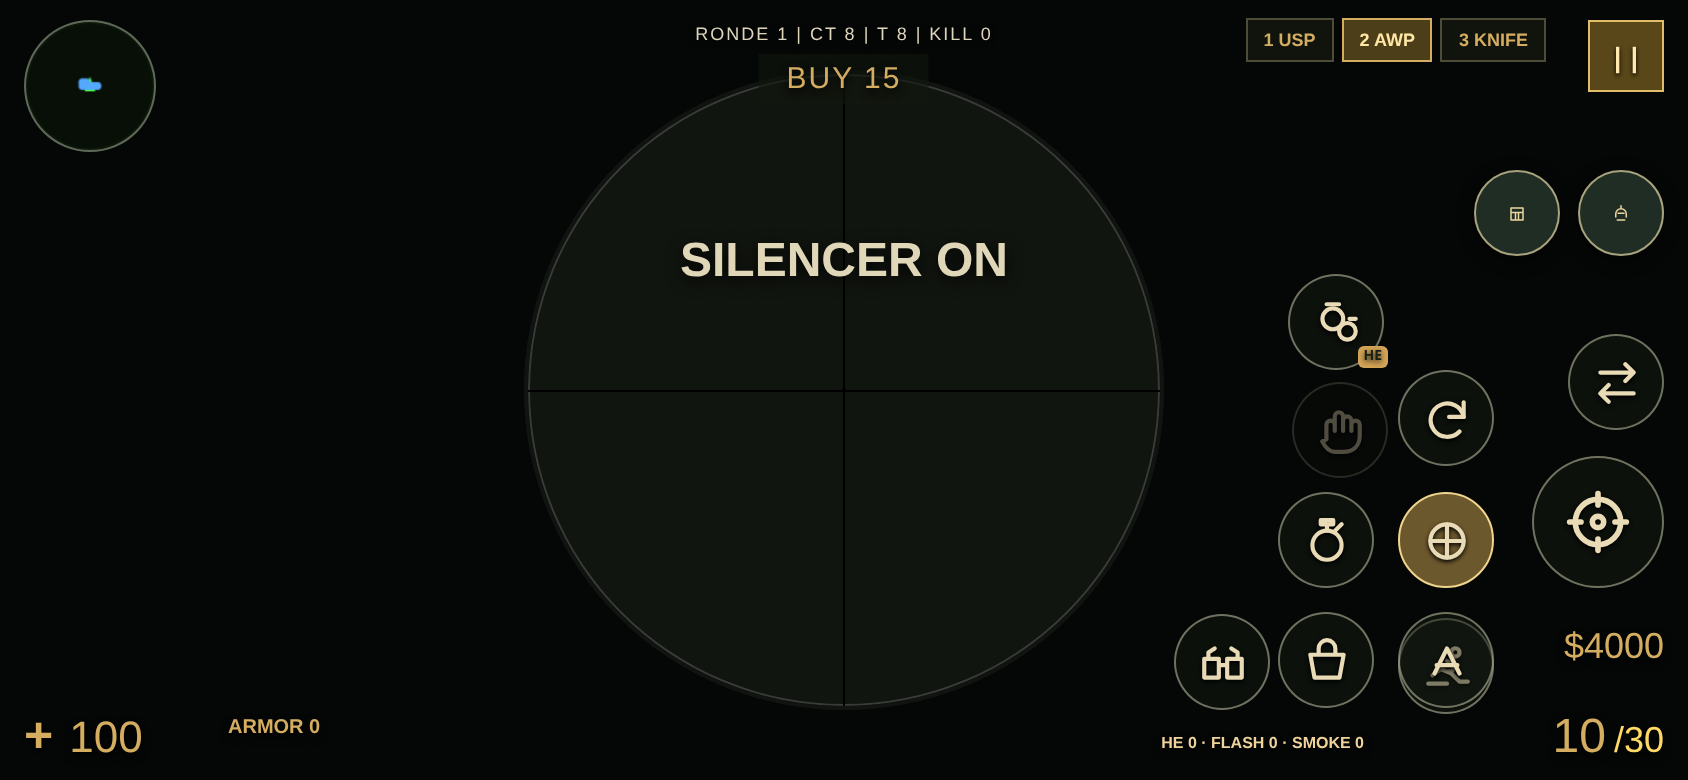 RONDE 1 | CT 8 | T 8 | KILL 0
BUY 15
1 USP
2 AWP
3 KNIFE
SILENCER ON
HE
$4000
+ 100
ARMOR 0
HE 0 · FLASH 0 · SMOKE 0
10 /30